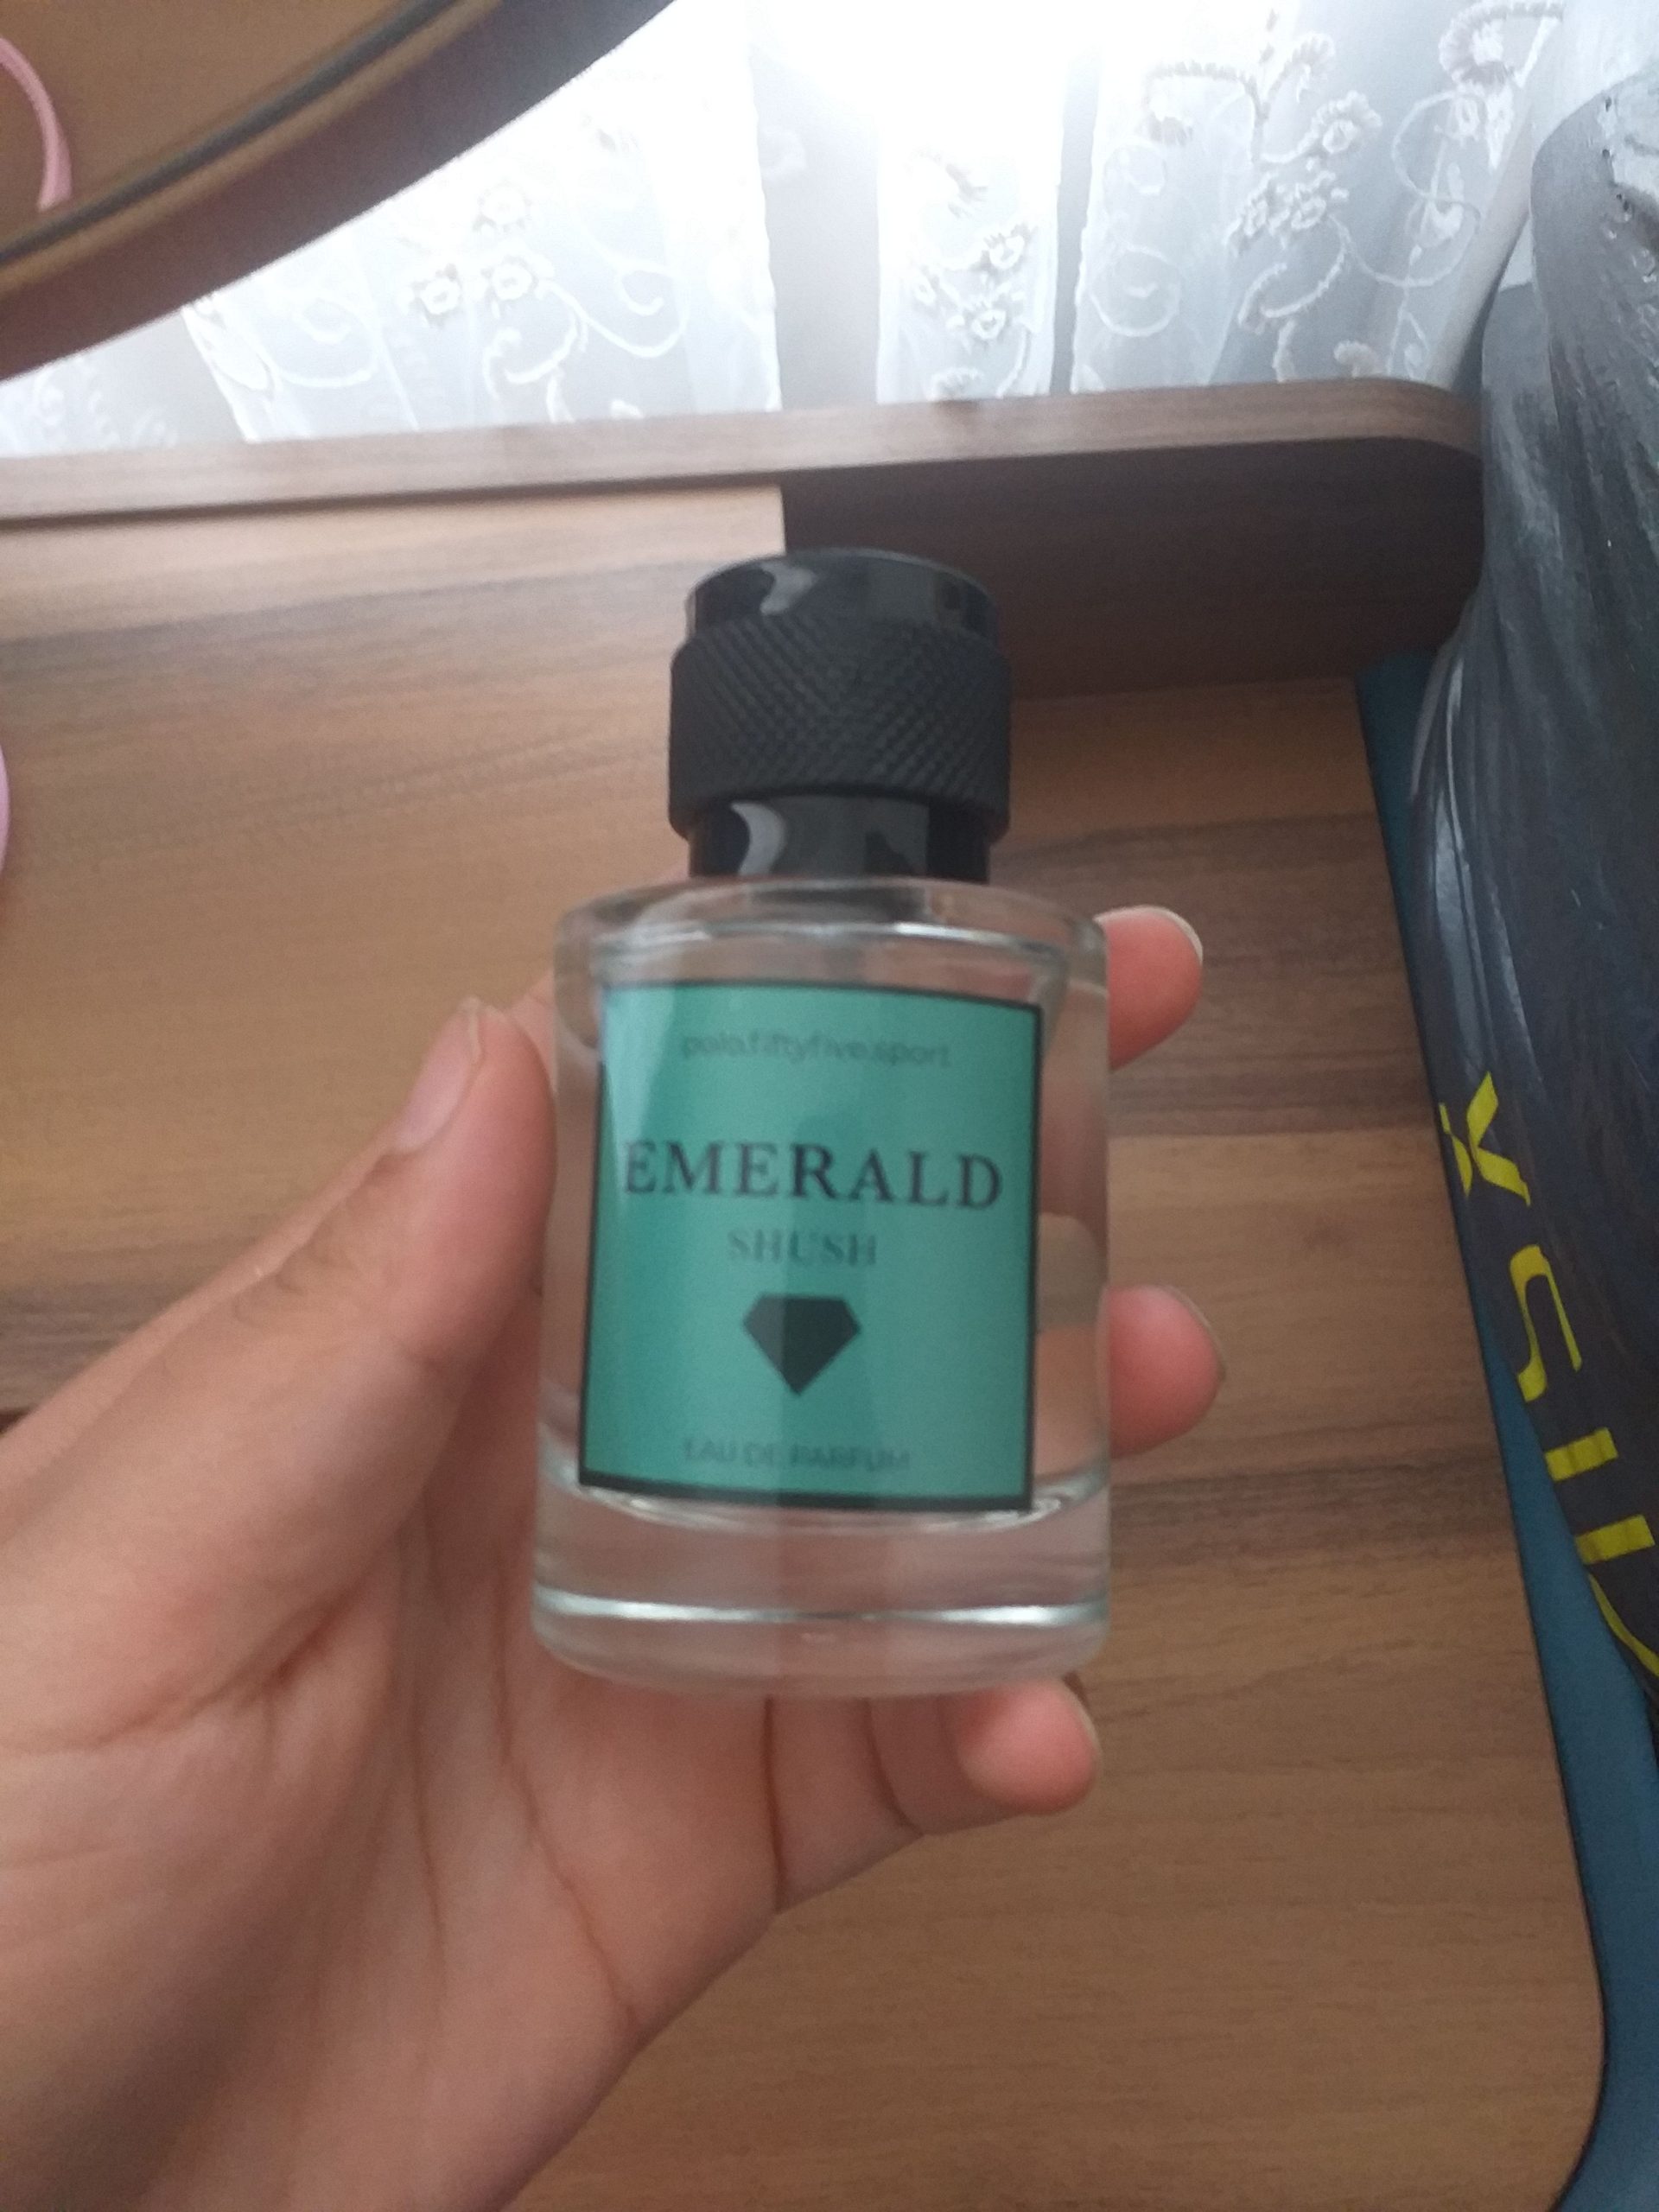 polo.fiftyfive.sport
EMERALD
SHUSH
EAU DE PARFUM